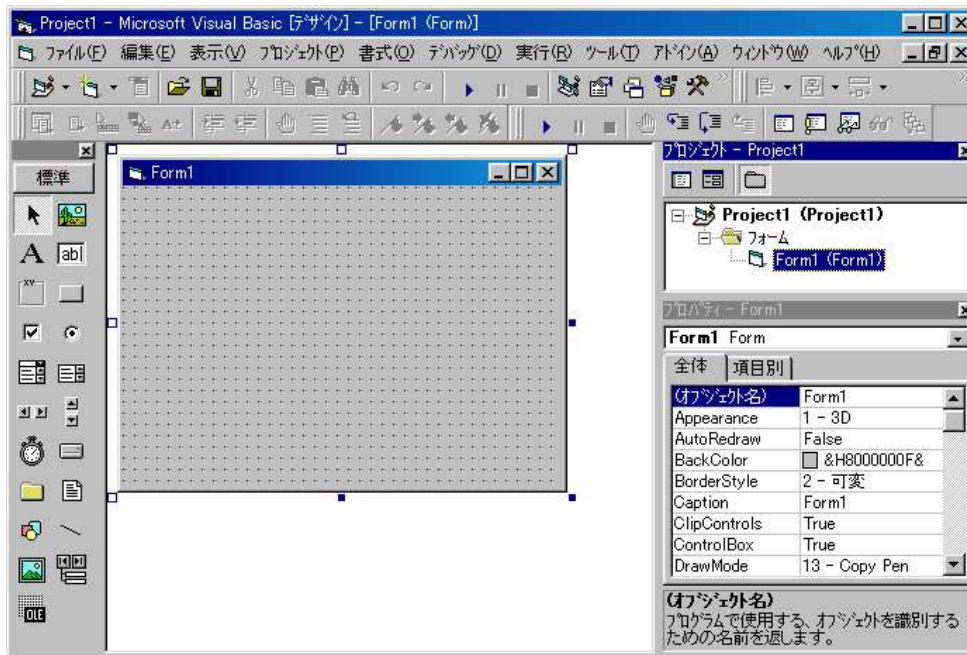 Project1 - Microsoft Visual Basic [ﾃﾞｻﾞｲﾝ] - [Form1 (Form)]
ﾌｧｲﾙ(F) 編集(E) 表示(V) ﾌﾟﾛｼﾞｪｸﾄ(P) 書式(O) ﾃﾞﾊﾞｯｸﾞ(D) 実行(R) ﾂｰﾙ(T) ｱﾄﾞｲﾝ(A) ｳｨﾝﾄﾞｳ(W) ﾍﾙﾌﾟ(H)
標準
A
abl
xv
OLE
Form1
ﾌﾟﾛｼﾞｪｸﾄ - Project1
Project1 (Project1)
ﾌｫｰﾑ
Form1 (Form1)
ﾌﾟﾛﾊﾟﾃｨ - Form1
Form1 Form
全体 項目別
(ｵﾌﾞｼﾞｪｸﾄ名) Form1
Appearance 1 - 3D
AutoRedraw False
BackColor &H8000000F&
BorderStyle 2 - 可変
Caption Form1
ClipControls True
ControlBox True
DrawMode 13 - Copy Pen
(ｵﾌﾞｼﾞｪｸﾄ名)
ﾌﾟﾛｸﾞﾗﾑで使用する、ｵﾌﾞｼﾞｪｸﾄを識別する
ための名前を返します。